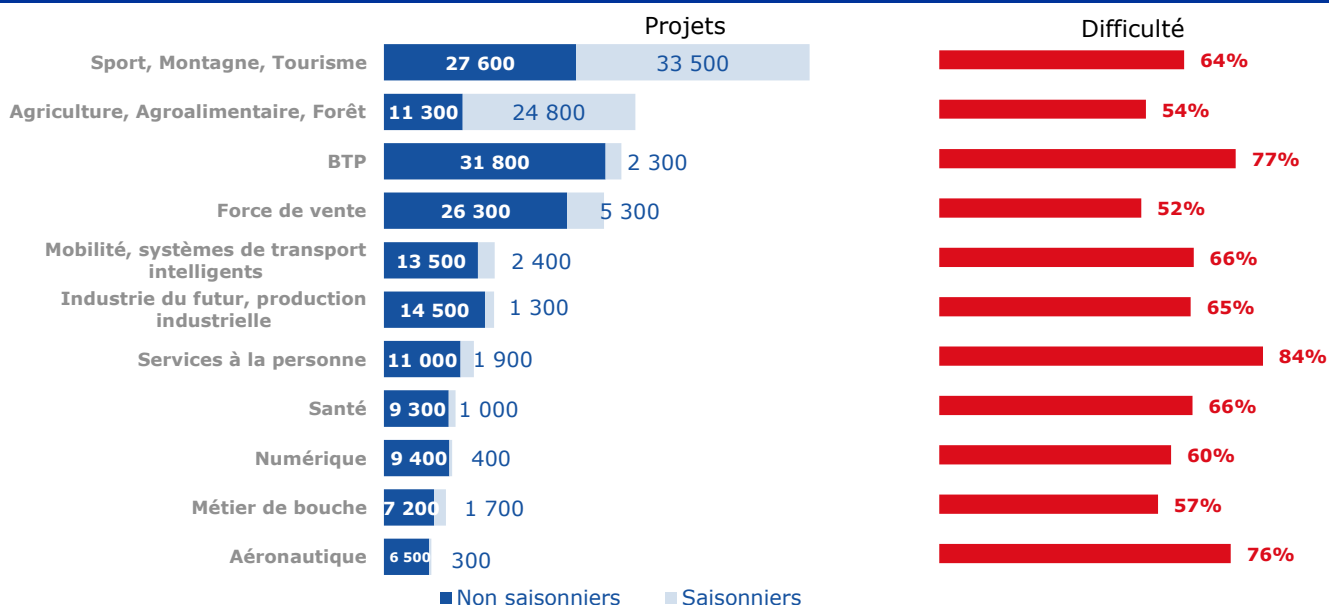 Projets
Difficulté
Sport, Montagne, Tourisme
27 600
33 500
64%
Agriculture, Agroalimentaire, Forêt
11 300
24 800
54%
BTP
31 800
2 300
77%
Force de vente
26 300
5 300
52%
Mobilité, systèmes de transport
intelligents
13 500
2 400
66%
Industrie du futur, production
industrielle
14 500
1 300
65%
Services à la personne
11 000
1 900
84%
Santé
9 300
1 000
66%
Numérique
9 400
400
60%
Métier de bouche
7 200
1 700
57%
Aéronautique
6 500
300
76%
Non saisonniers
Saisonniers